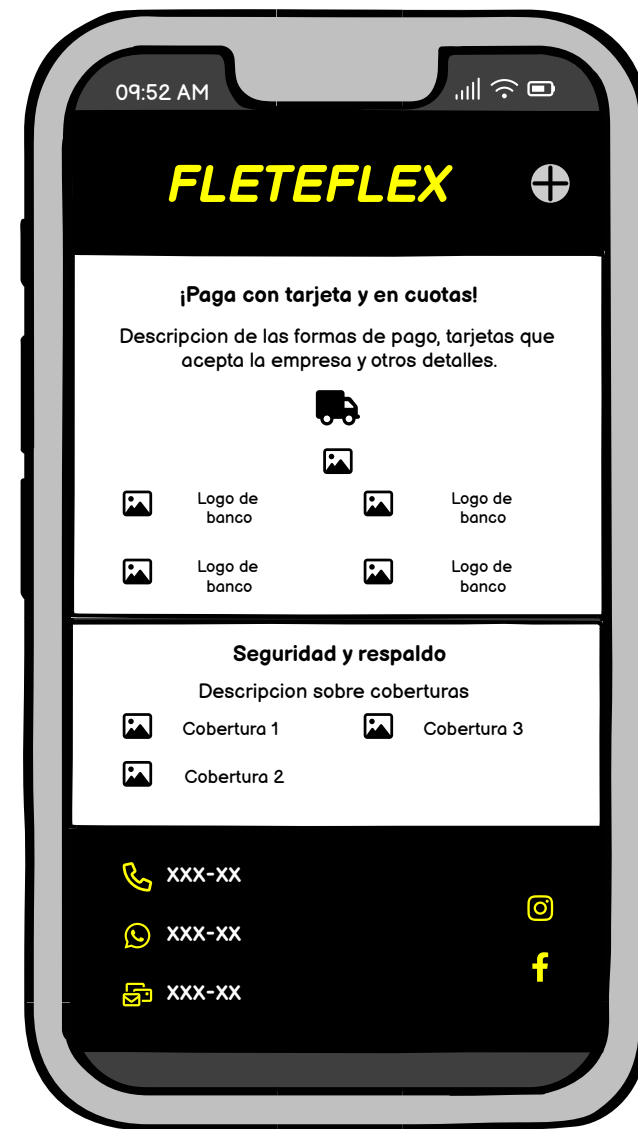 09:52 AM
FLETEFLEX
¡Paga con tarjeta y en cuotas!
Descripcion de las formas de pago, tarjetas que
acepta la empresa y otros detalles.
Logo de
banco
Logo de
banco
Logo de
banco
Logo de
banco
Seguridad y respaldo
Descripcion sobre coberturas
Cobertura 1
Cobertura 3
Cobertura 2
XXX-XX
XXX-XX
XXX-XX